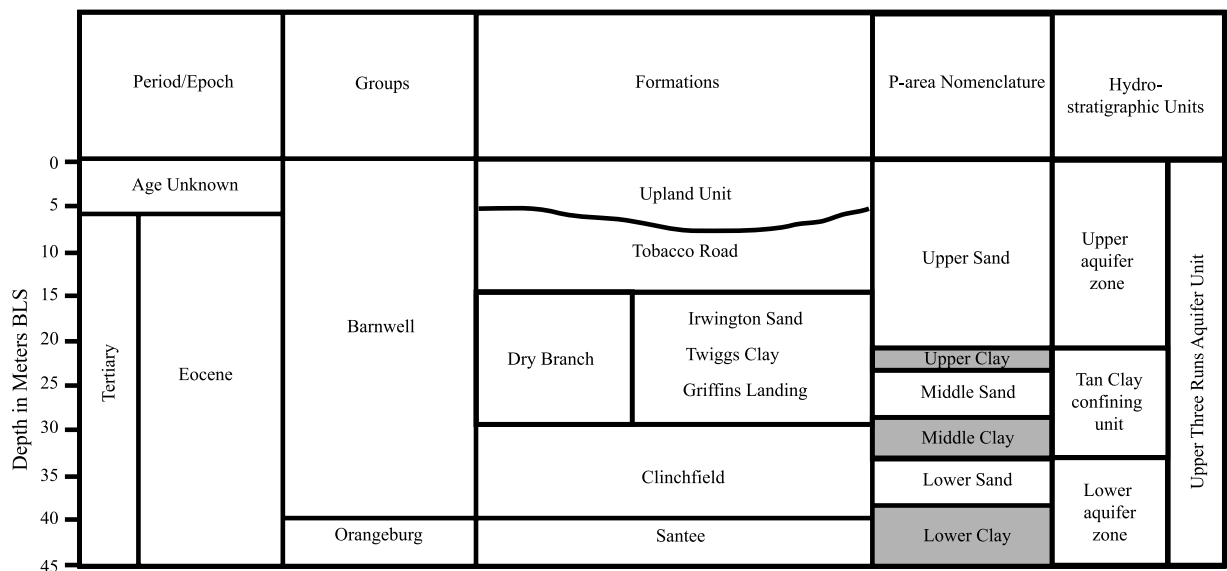 Period/Epoch
Groups
Formations
P-area Nomenclature
Hydro-
stratigraphic Units
Depth in Meters BLS
0
5
10
15
20
25
30
35
40
45
Age Unknown
Tertiary
Eocene
Barnwell
Orangeburg
Upland Unit
Tobacco Road
Dry Branch
Irwington Sand
Twiggs Clay
Griffins Landing
Clinchfield
Santee
Upper Sand
Upper Clay
Middle Sand
Middle Clay
Lower Sand
Lower Clay
Upper
aquifer
zone
Tan Clay
confining
unit
Lower
aquifer
zone
Upper Three Runs Aquifer Unit